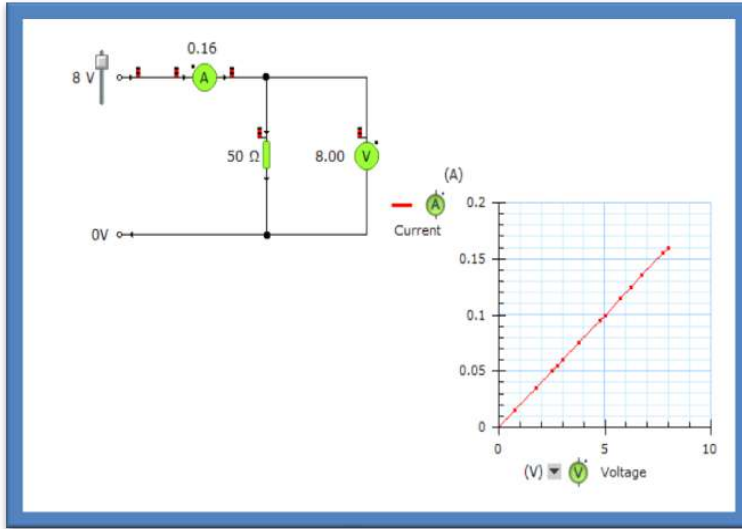 0.16
8 V
A
50 Ω
8.00
V
0V
(A)
A
Current
0.2
0.15
0.1
0.05
0
0
5
10
(V)
V
Voltage